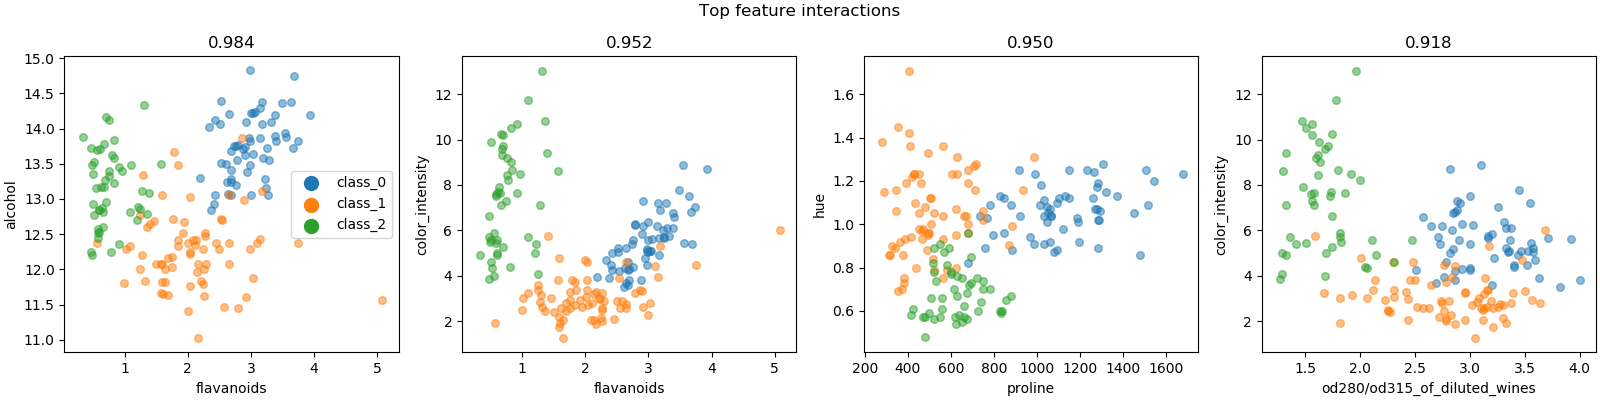 Top feature interactions
0.984
15.0
14.5
14.0
13.5
13.0
12.5
12.0
11.5
11.0
alcohol
1 2 3 4 5
flavanoids
class_0
class_1
class_2
0.952
12
10
8
6
4
2
color_intensity
1 2 3 4 5
flavanoids
0.950
1.6
1.4
1.2
1.0
0.8
0.6
hue
200 400 600 800 1000 1200 1400 1600
proline
0.918
12
10
8
6
4
2
color_intensity
1.5 2.0 2.5 3.0 3.5 4.0
od280/od315_of_diluted_wines